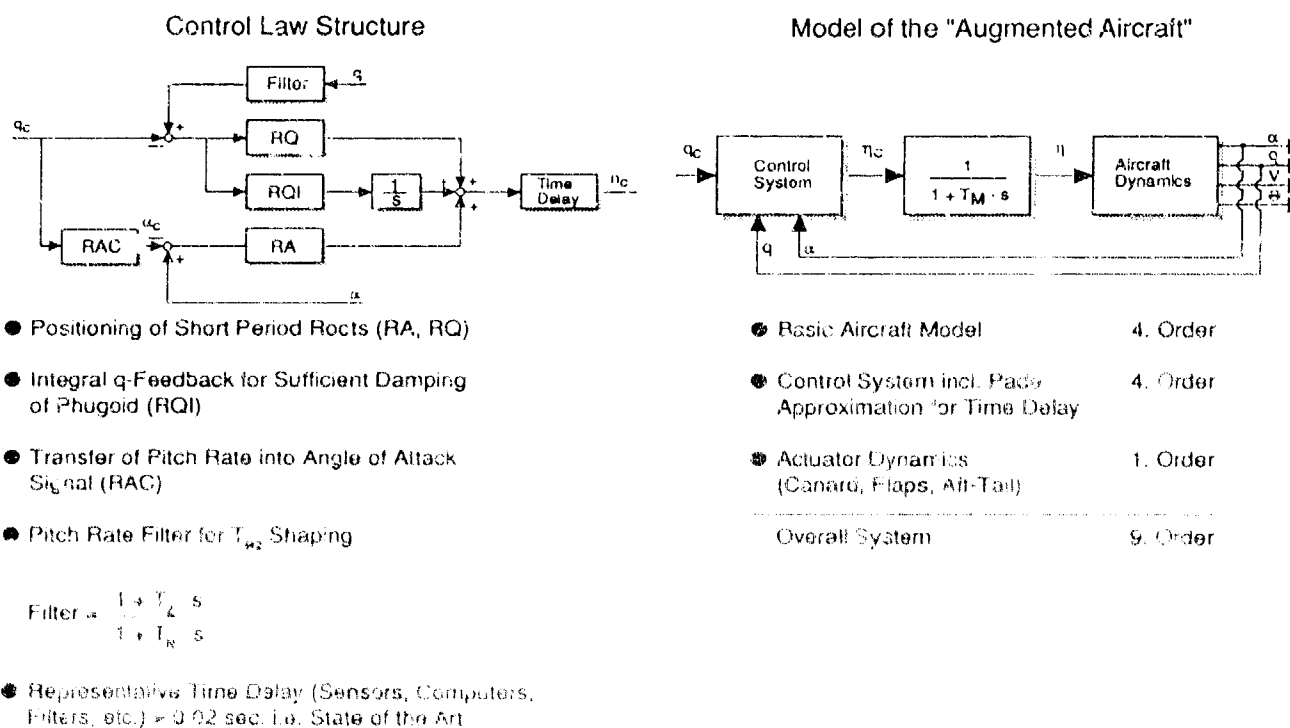 Control Law Structure
Filter
q
q_c
+
−
RQ
RQI
1/s
+
+
+
Time Delay
η_c
RAC
α_c
−
+
RA
α
● Positioning of Short Period Roots (RA, RQ)
● Integral q-Feedback for Sufficient Damping
of Phugoid (RQI)
● Transfer of Pitch Rate into Angle of Attack
Signal (RAC)
● Pitch Rate Filter for T_θ2 Shaping
Filter = (1 + T_Z s) / (1 + T_N s)
● Representative Time Delay (Sensors, Computers,
Filters, etc.) = 0.02 sec. i.e. State of the Art
Model of the "Augmented Aircraft"
q_c
Control
System
η_c
1 / (1 + T_M · s)
η
Aircraft
Dynamics
α
q
V
Θ
q
α
● Basic Aircraft Model 4. Order
● Control System incl. Pade 4. Order
Approximation for Time Delay
● Actuator Dynamics 1. Order
(Canard, Flaps, Aft-Tail)
Overall System 9. Order